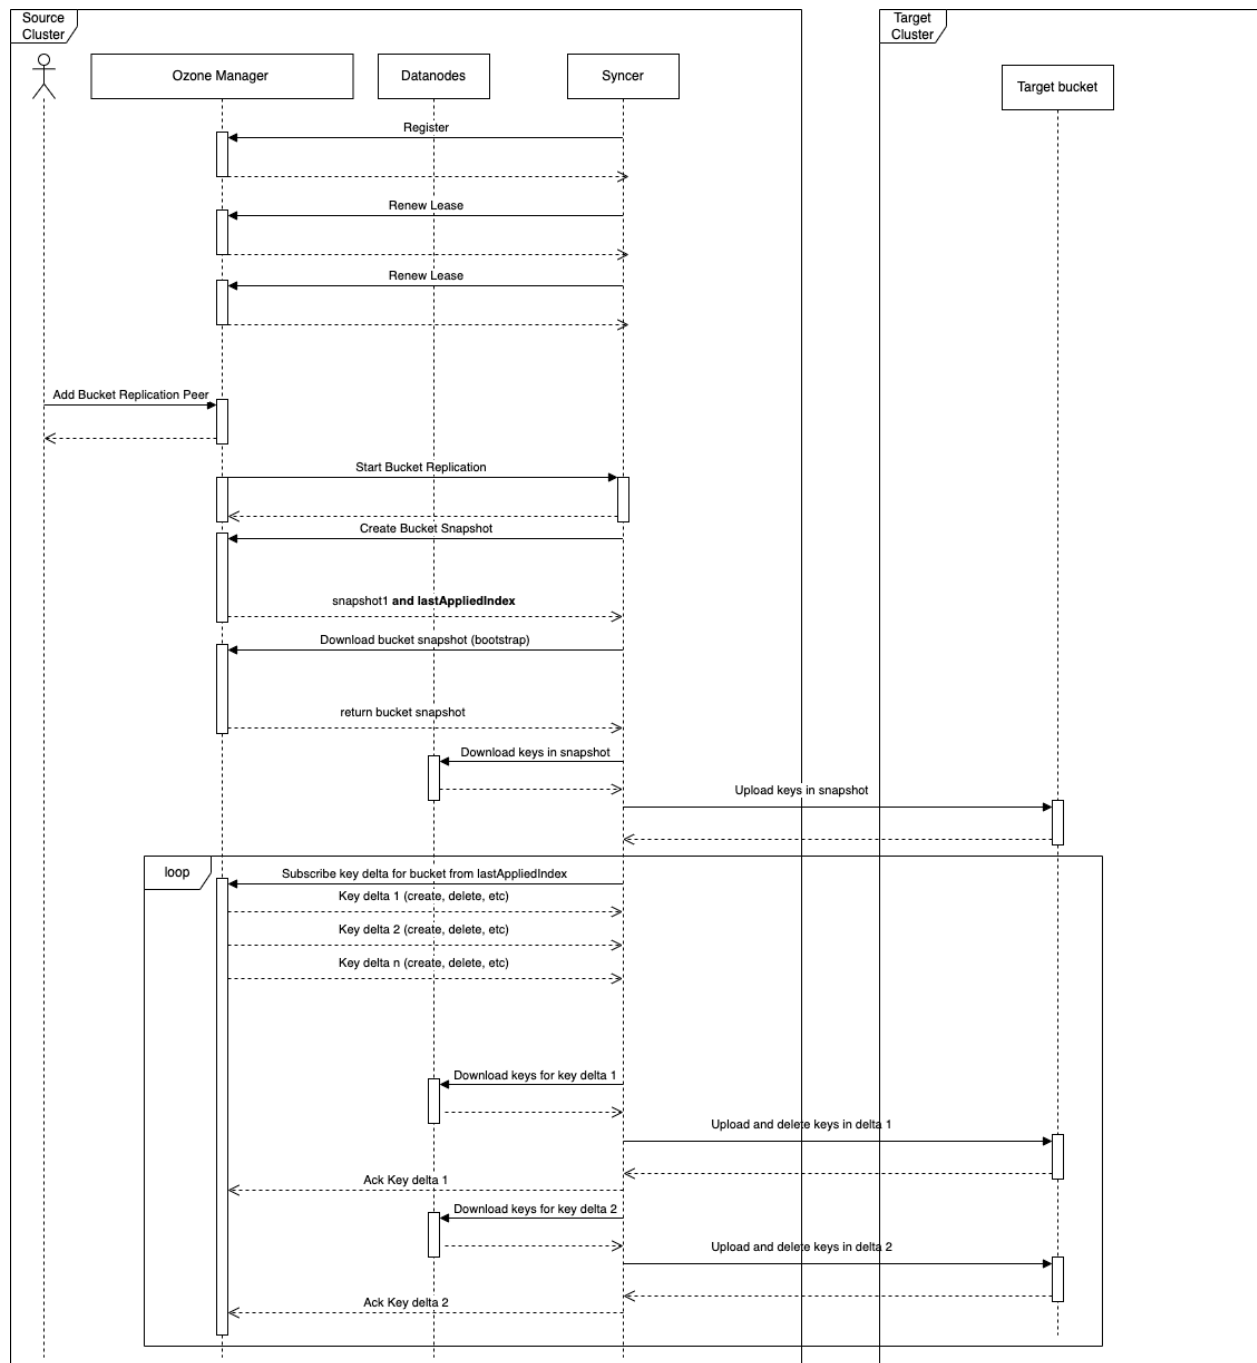 Source
Cluster
Target
Cluster
Ozone Manager
Datanodes
Syncer
Target bucket
Register
Renew Lease
Renew Lease
Add Bucket Replication Peer
Start Bucket Replication
Create Bucket Snapshot
snapshot1 and lastAppliedIndex
Download bucket snapshot (bootstrap)
return bucket snapshot
Download keys in snapshot
Upload keys in snapshot
loop
Subscribe key delta for bucket from lastAppliedIndex
Key delta 1 (create, delete, etc)
Key delta 2 (create, delete, etc)
Key delta n (create, delete, etc)
Download keys for key delta 1
Upload and delete keys in delta 1
Ack Key delta 1
Download keys for key delta 2
Upload and delete keys in delta 2
Ack Key delta 2